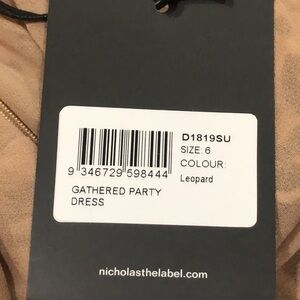 D1819SU
SIZE: 6
COLOUR:
Leopard
9 346729 598444
GATHERED PARTY
DRESS
nicholasthelabel.com